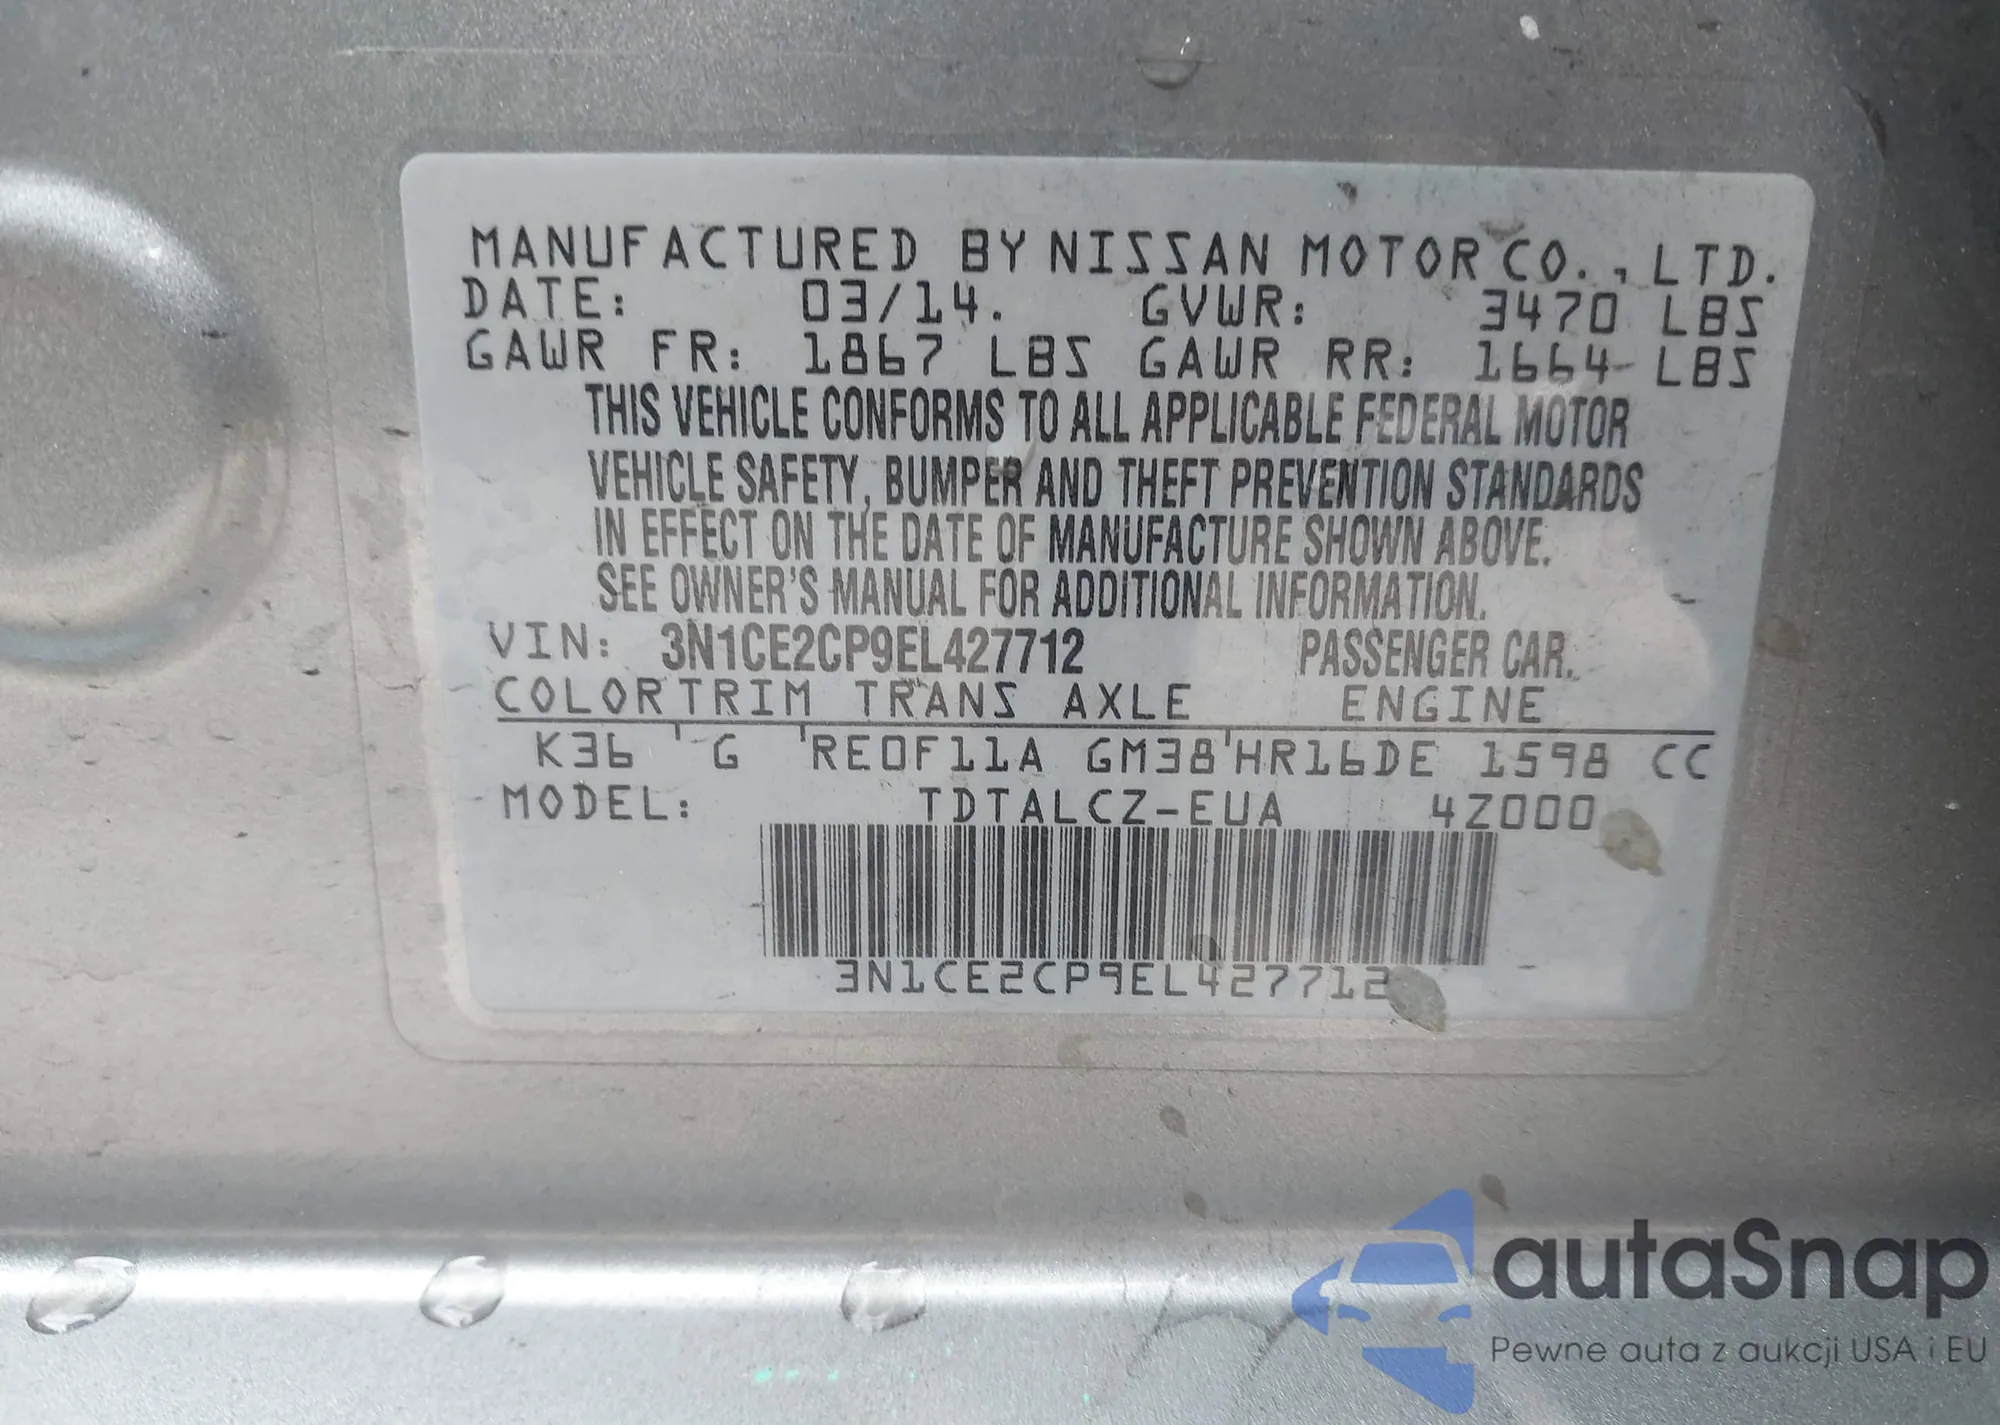 MANUFACTURED BY NISSAN MOTOR CO., LTD.
DATE: 03/14. GVWR: 3470 LBS
GAWR FR: 1867 LBS GAWR RR: 1664 LBS
THIS VEHICLE CONFORMS TO ALL APPLICABLE FEDERAL MOTOR
VEHICLE SAFETY, BUMPER AND THEFT PREVENTION STANDARDS
IN EFFECT ON THE DATE OF MANUFACTURE SHOWN ABOVE.
SEE OWNER'S MANUAL FOR ADDITIONAL INFORMATION.
VIN: 3N1CE2CP9EL427712 PASSENGER CAR.
COLOR TRIM TRANS AXLE ENGINE
K36 G RE0F11A GM38 HR16DE 1598 CC
MODEL: TDTALCZ-EUA 4Z000
3N1CE2CP9EL427712
autaSnap
Pewne auta z aukcji USA i EU